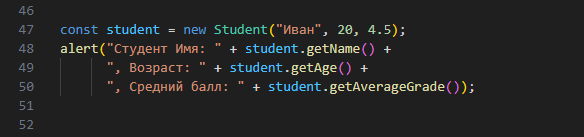 46
47 const student = new Student("Иван", 20, 4.5);
48 alert("Студент Имя: " + student.getName() +
49 ", Возраст: " + student.getAge() +
50 ", Средний балл: " + student.getAverageGrade());
51
52